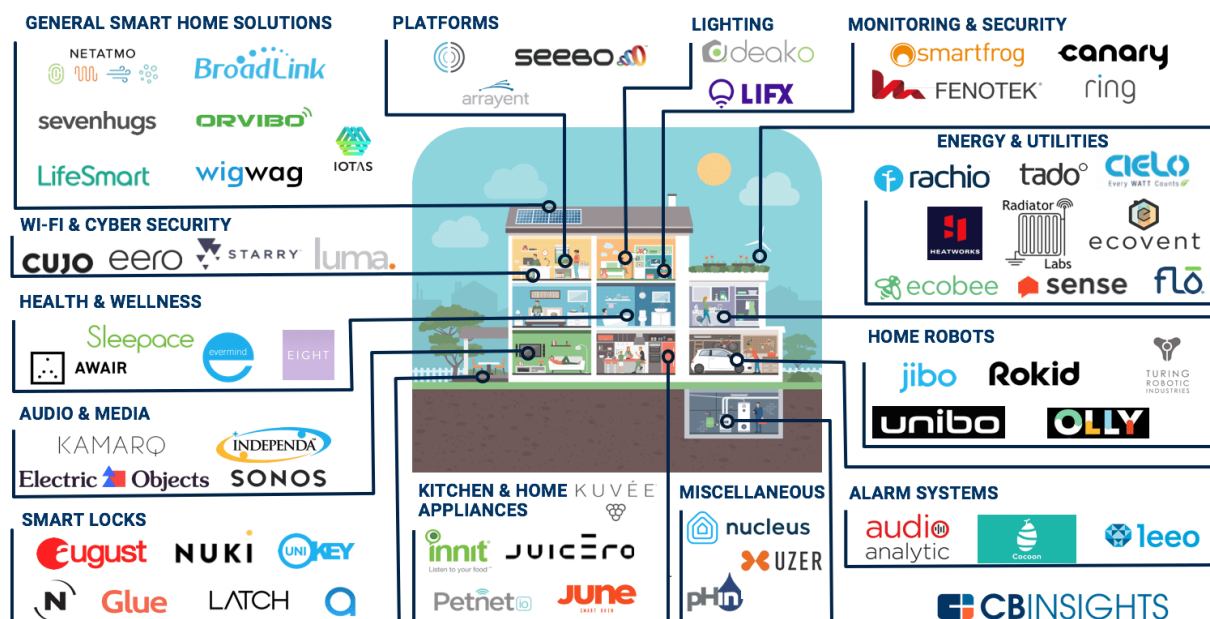 GENERAL SMART HOME SOLUTIONS
NETATMO
BroadLink
sevenhugs
ORVIBO
IOTAS
LifeSmart
wigwag
PLATFORMS
SEEBO
arrayent
LIGHTING
deako
LIFX
MONITORING & SECURITY
smartfrog
canary
FENOTEK
ring
ENERGY & UTILITIES
rachio
tado°
CIELO
Every WATT Counts
HEATWORKS
Radiator
Labs
ecovent
ecobee
sense
flō
WI-FI & CYBER SECURITY
CUJO
eero
STARRY
luma.
HEALTH & WELLNESS
Sleepace
AWAIR
evermind
EIGHT
HOME ROBOTS
jibo
Rokid
TURING
ROBOTIC
INDUSTRIES
unibo
OLLY
AUDIO & MEDIA
KAMARQ
INDEPENDA
Electric Objects
SONOS
SMART LOCKS
august
NUKI
UNIKEY
N
Glue
LATCH
a
KITCHEN & HOME
APPLIANCES
KUVÉE
innit
Listen to your food™
JUICERO
Petnet io
JUNE
SMART OVEN
MISCELLANEOUS
nucleus
UZER
pHin
ALARM SYSTEMS
audio
analytic
Cocoon
leeo
CBINSIGHTS